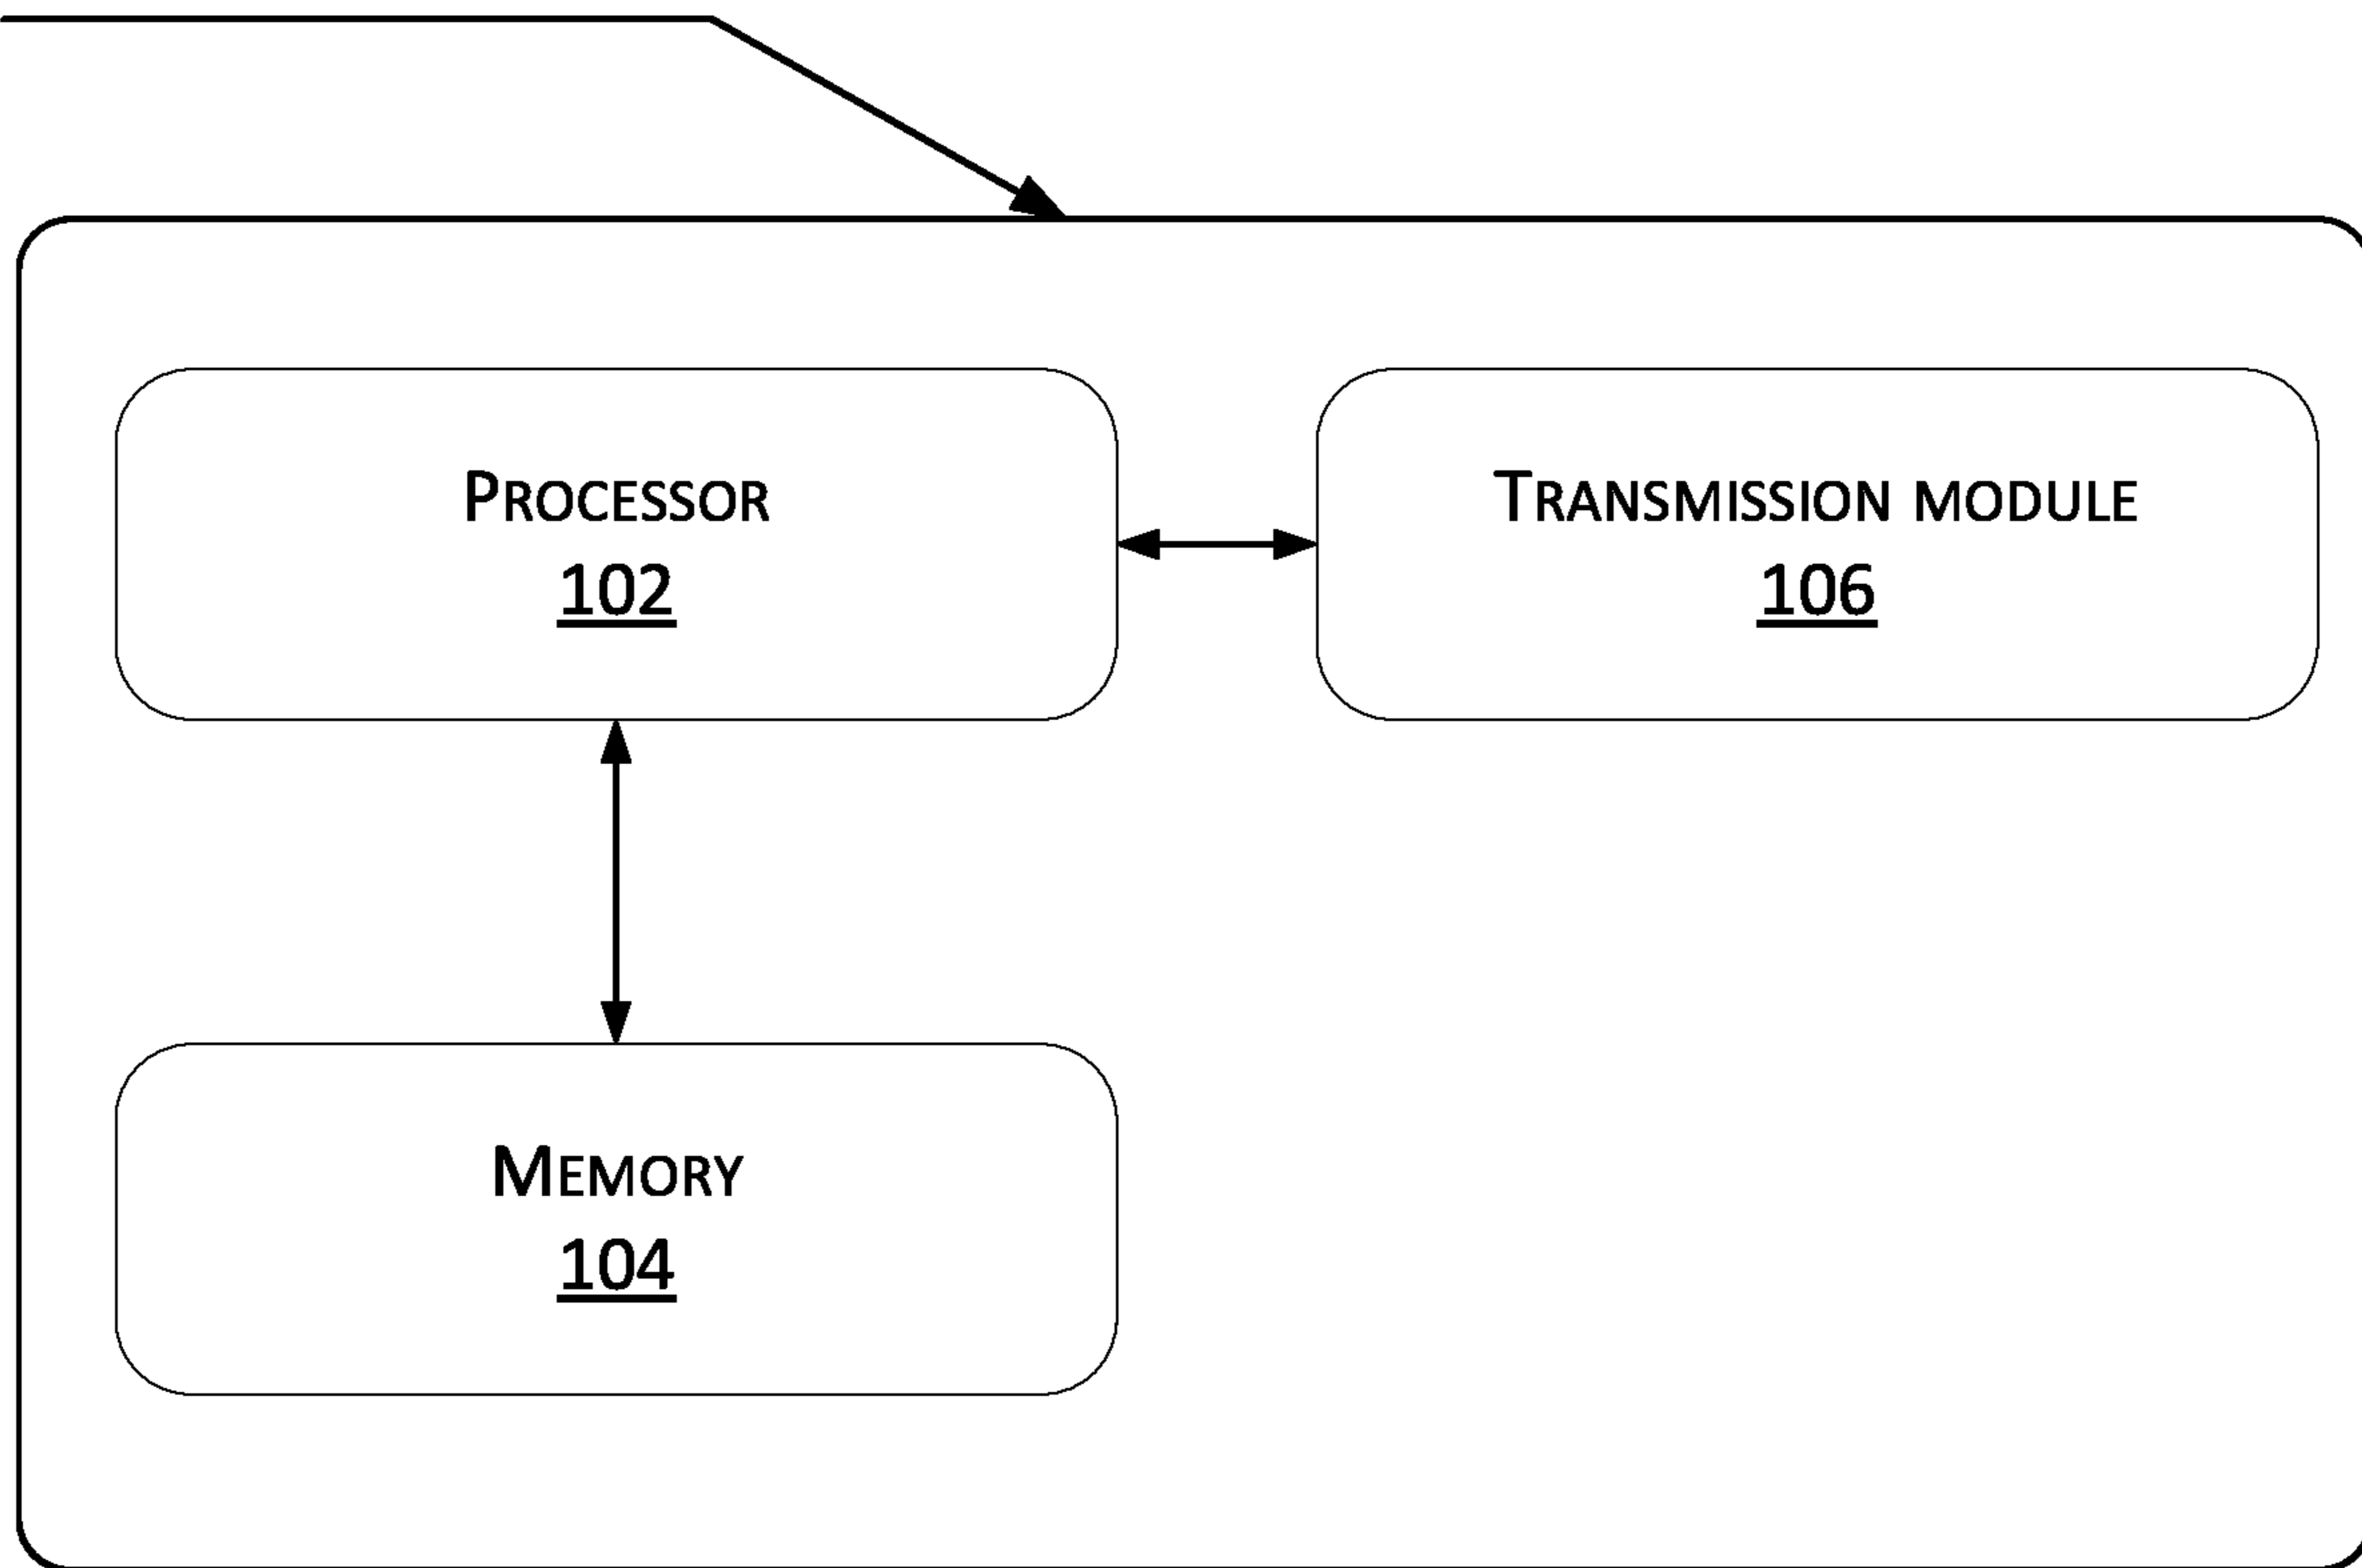 Processor
102
Transmission module
106
Memory
104